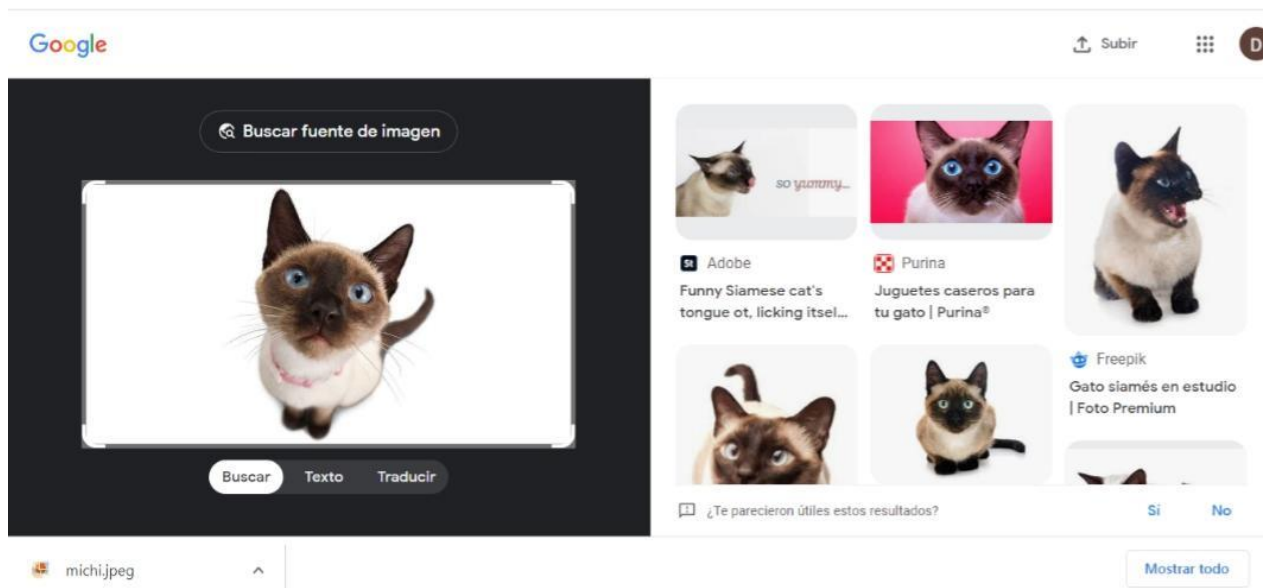 Google
Subir
D
Buscar fuente de imagen
Buscar
Texto
Traducir
so yummy...
St
Adobe
Funny Siamese cat's
tongue ot, licking itsel...
Purina
Juguetes caseros para
tu gato | Purina®
Freepik
Gato siamés en estudio
| Foto Premium
¿Te parecieron útiles estos resultados?
Sí
No
michi.jpeg
Mostrar todo